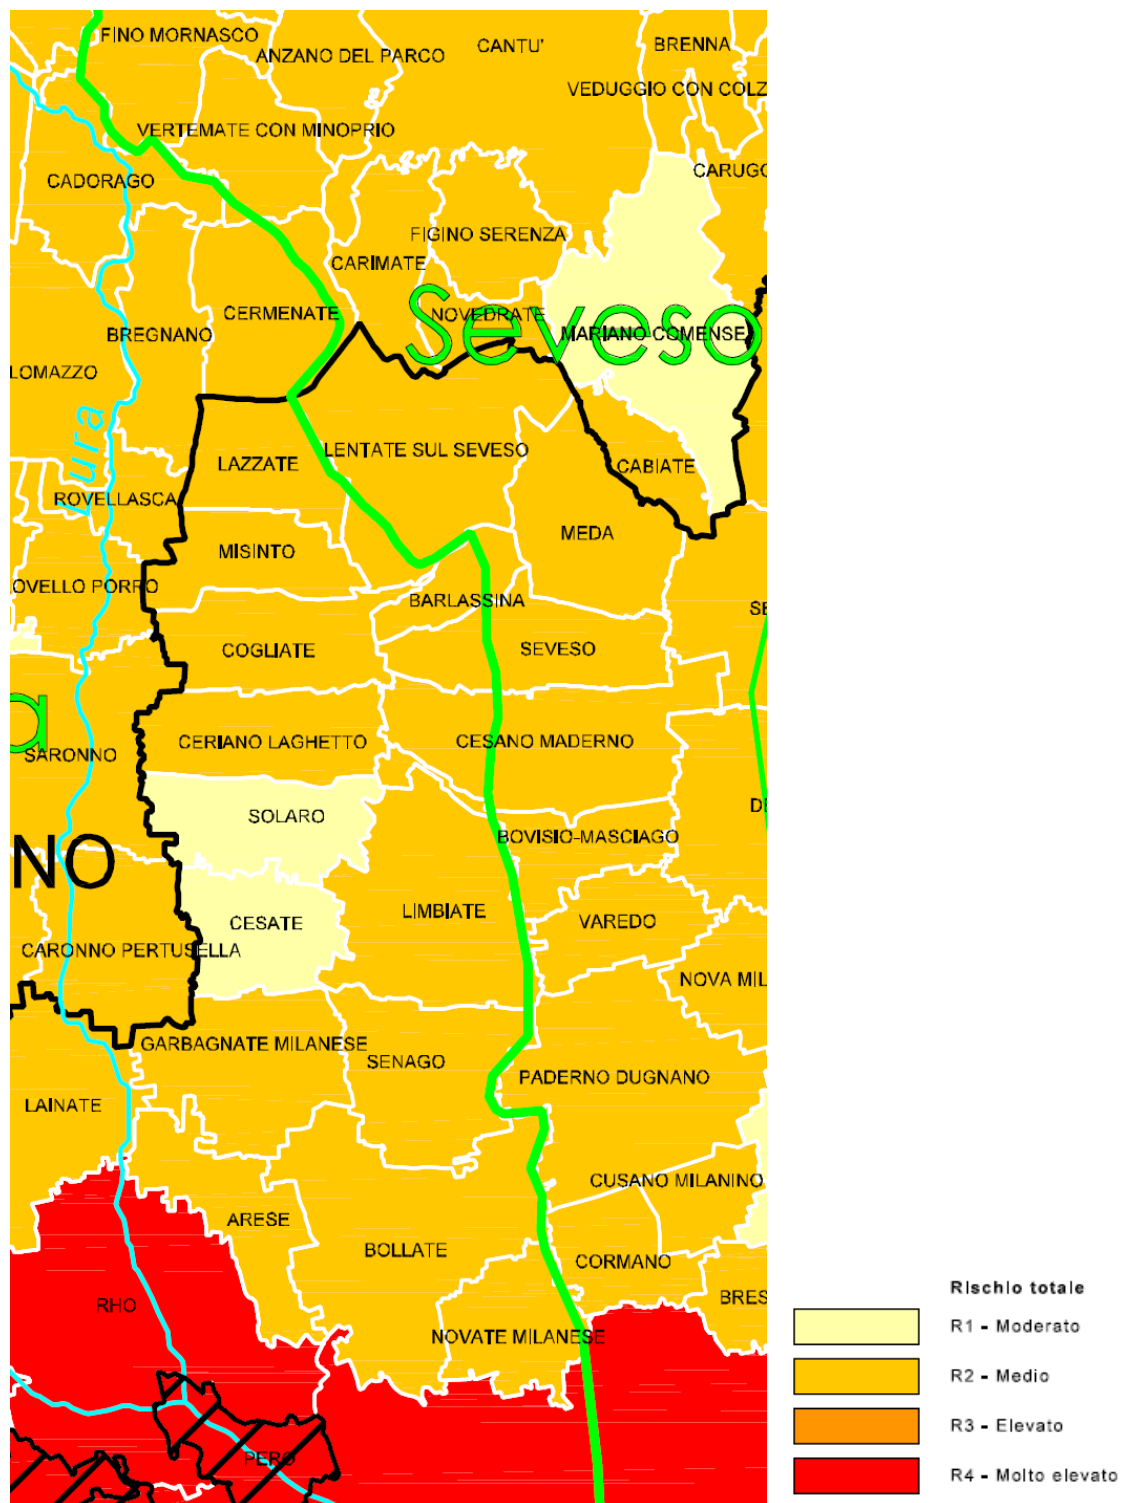 FINO MORNASCO
ANZANO DEL PARCO
CANTU'
BRENNA
VEDUGGIO CON COLZ
VERTEMATE CON MINOPRIO
CADORAGO
CARUGO
FIGINO SERENZA
CARIMATE
Seveso
CERMENATE
NOVEDRATE
BREGNANO
MARIANO COMENSE
LOMAZZO
Lura
LENTATE SUL SEVESO
LAZZATE
CABIATE
ROVELLASCA
MEDA
MISINTO
OVELLO PORRO
BARLASSINA
SE
COGLIATE
SEVESO
a
CERIANO LAGHETTO
CESANO MADERNO
SARONNO
DE
SOLARO
BOVISIO-MASCIAGO
NO
LIMBIATE
CESATE
VAREDO
CARONNO PERTUSELLA
NOVA MIL
GARBAGNATE MILANESE
SENAGO
PADERNO DUGNANO
LAINATE
CUSANO MILANINO
ARESE
BOLLATE
CORMANO
BRES
RHO
NOVATE MILANESE
PERO
Rischio totale
R1 - Moderato
R2 - Medio
R3 - Elevato
R4 - Molto elevato